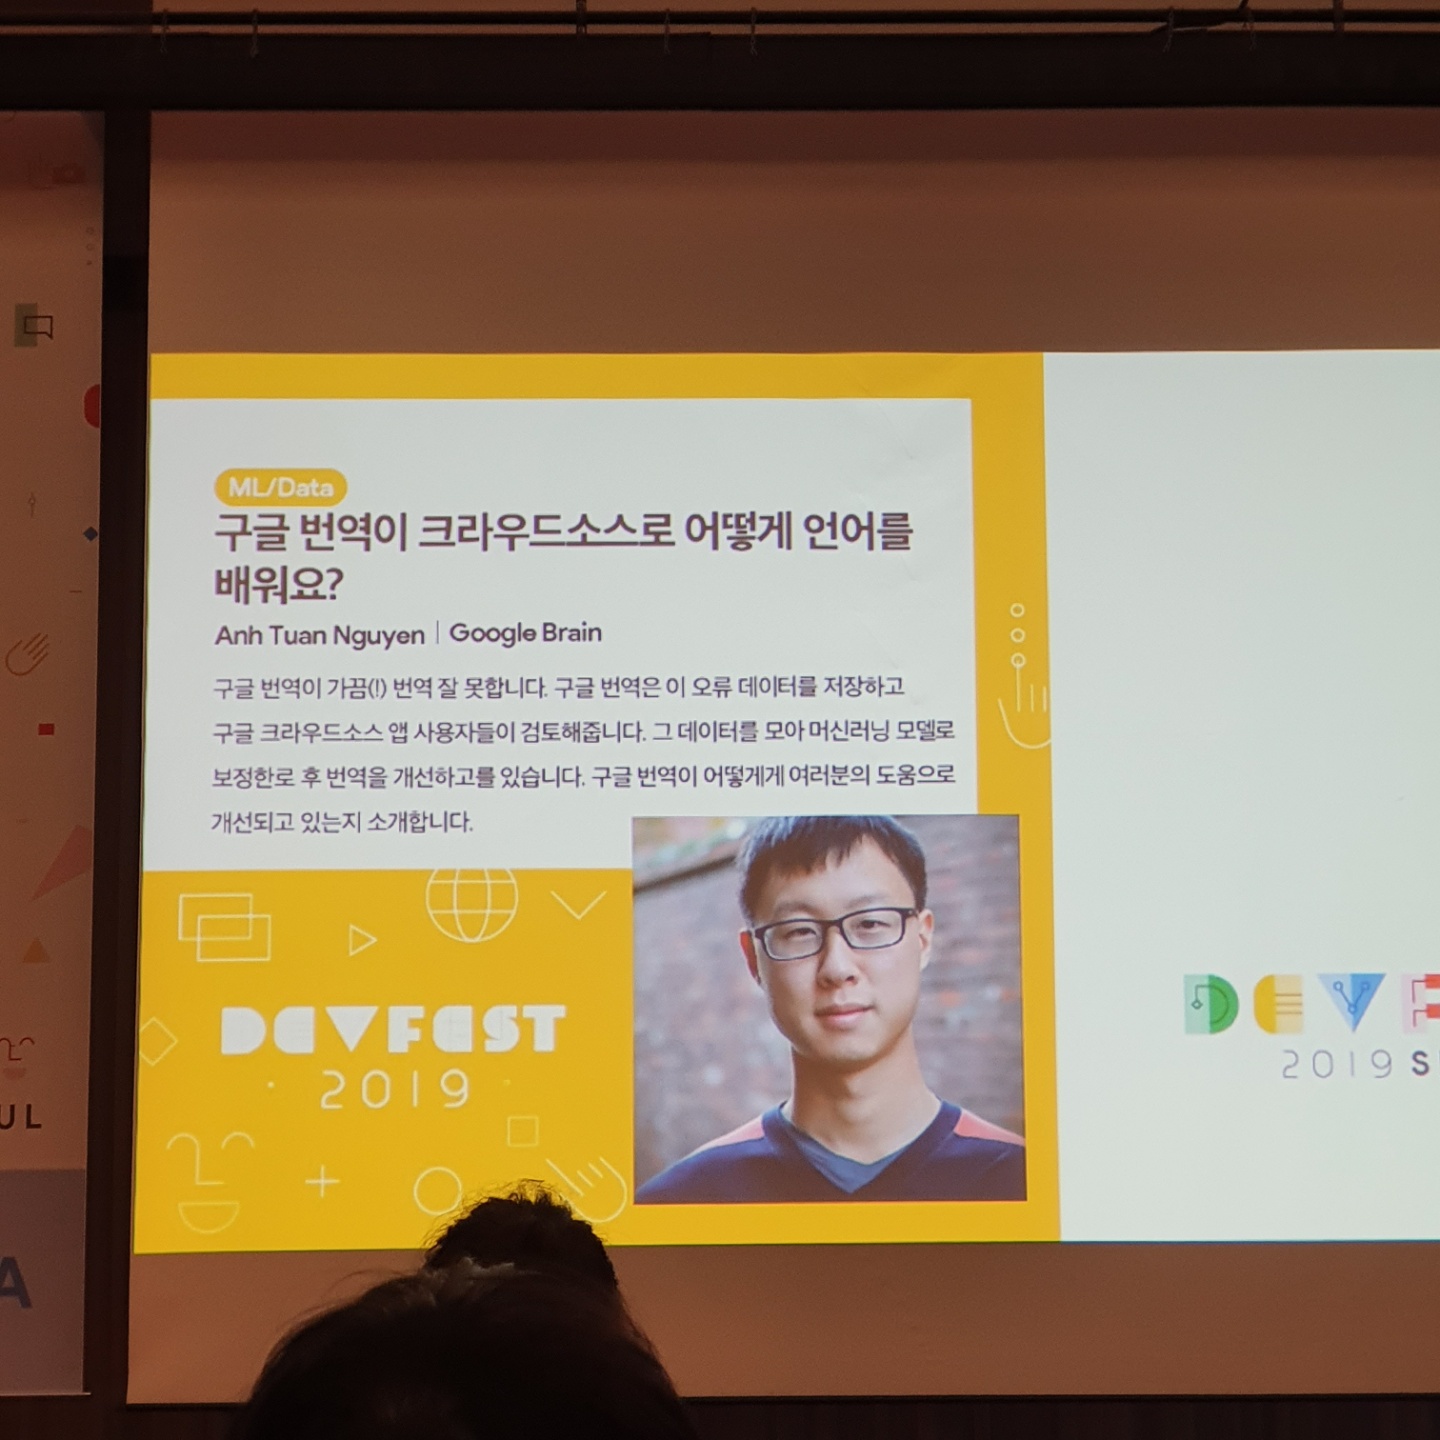 ML/Data
구글 번역이 크라우드소스로 어떻게 언어를
배워요?
Anh Tuan Nguyen | Google Brain
구글 번역이 가끔(!) 번역 잘 못합니다. 구글 번역은 이 오류 데이터를 저장하고
구글 크라우드소스 앱 사용자들이 검토해줍니다. 그 데이터를 모아 머신러닝 모델로
보정한로 후 번역을 개선하고를 있습니다. 구글 번역이 어떻게게 여러분의 도움으로
개선되고 있는지 소개합니다.
DEVFEST
2019
DEVF
2019 S
UL
A